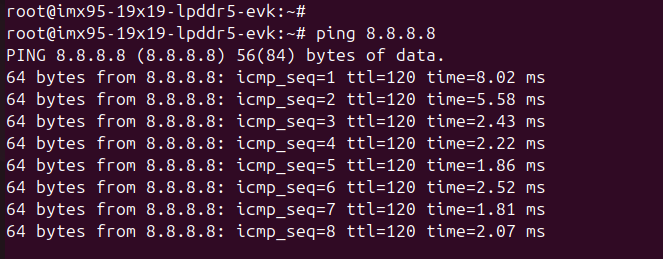 root@imx95-19x19-lpddr5-evk:~#
root@imx95-19x19-lpddr5-evk:~# ping 8.8.8.8
PING 8.8.8.8 (8.8.8.8) 56(84) bytes of data.
64 bytes from 8.8.8.8: icmp_seq=1 ttl=120 time=8.02 ms
64 bytes from 8.8.8.8: icmp_seq=2 ttl=120 time=5.58 ms
64 bytes from 8.8.8.8: icmp_seq=3 ttl=120 time=2.43 ms
64 bytes from 8.8.8.8: icmp_seq=4 ttl=120 time=2.22 ms
64 bytes from 8.8.8.8: icmp_seq=5 ttl=120 time=1.86 ms
64 bytes from 8.8.8.8: icmp_seq=6 ttl=120 time=2.52 ms
64 bytes from 8.8.8.8: icmp_seq=7 ttl=120 time=1.81 ms
64 bytes from 8.8.8.8: icmp_seq=8 ttl=120 time=2.07 ms